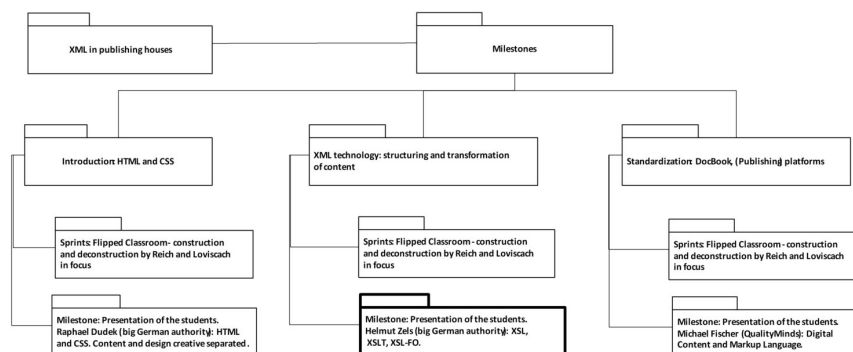 XML in publishing houses
Milestones
Introduction: HTML and CSS
XML technology: structuring and transformation
of content
Standardization: DocBook, (Publishing) platforms
Sprints: Flipped Classroom- construction
and deconstruction by Reich and Loviscach
in focus
Sprints: Flipped Classroom - construction
and deconstruction by Reich and Loviscach
in focus
Sprints: Flipped Classroom - construction
and deconstruction by Reich and Loviscach
in focus
Milestone: Presentation of the students.
Raphael Dudek (big German authority): HTML
and CSS. Content and design creative separated.
Milestone: Presentation of the students.
Helmut Zels (big German authority): XSL,
XSLT, XSL-FO.
Milestone: Presentation of the students.
Michael Fischer (QualityMinds): Digital
Content and Markup Language.